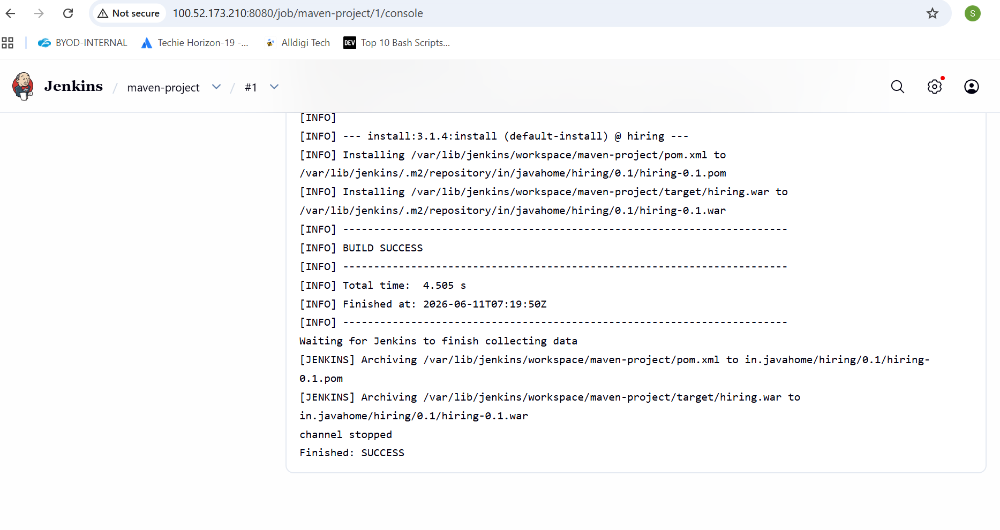 Not secure
100.52.173.210:8080/job/maven-project/1/console
S
BYOD-INTERNAL
Techie Horizon-19 -...
Alldigi Tech
DEV
Top 10 Bash Scripts...
Jenkins / maven-project / #1
[INFO]
[INFO] --- install:3.1.4:install (default-install) @ hiring ---
[INFO] Installing /var/lib/jenkins/workspace/maven-project/pom.xml to
/var/lib/jenkins/.m2/repository/in/javahome/hiring/0.1/hiring-0.1.pom
[INFO] Installing /var/lib/jenkins/workspace/maven-project/target/hiring.war to
/var/lib/jenkins/.m2/repository/in/javahome/hiring/0.1/hiring-0.1.war
[INFO] ------------------------------------------------------------------------
[INFO] BUILD SUCCESS
[INFO] ------------------------------------------------------------------------
[INFO] Total time:  4.505 s
[INFO] Finished at: 2026-06-11T07:19:50Z
[INFO] ------------------------------------------------------------------------
Waiting for Jenkins to finish collecting data
[JENKINS] Archiving /var/lib/jenkins/workspace/maven-project/pom.xml to in.javahome/hiring/0.1/hiring-
0.1.pom
[JENKINS] Archiving /var/lib/jenkins/workspace/maven-project/target/hiring.war to
in.javahome/hiring/0.1/hiring-0.1.war
channel stopped
Finished: SUCCESS